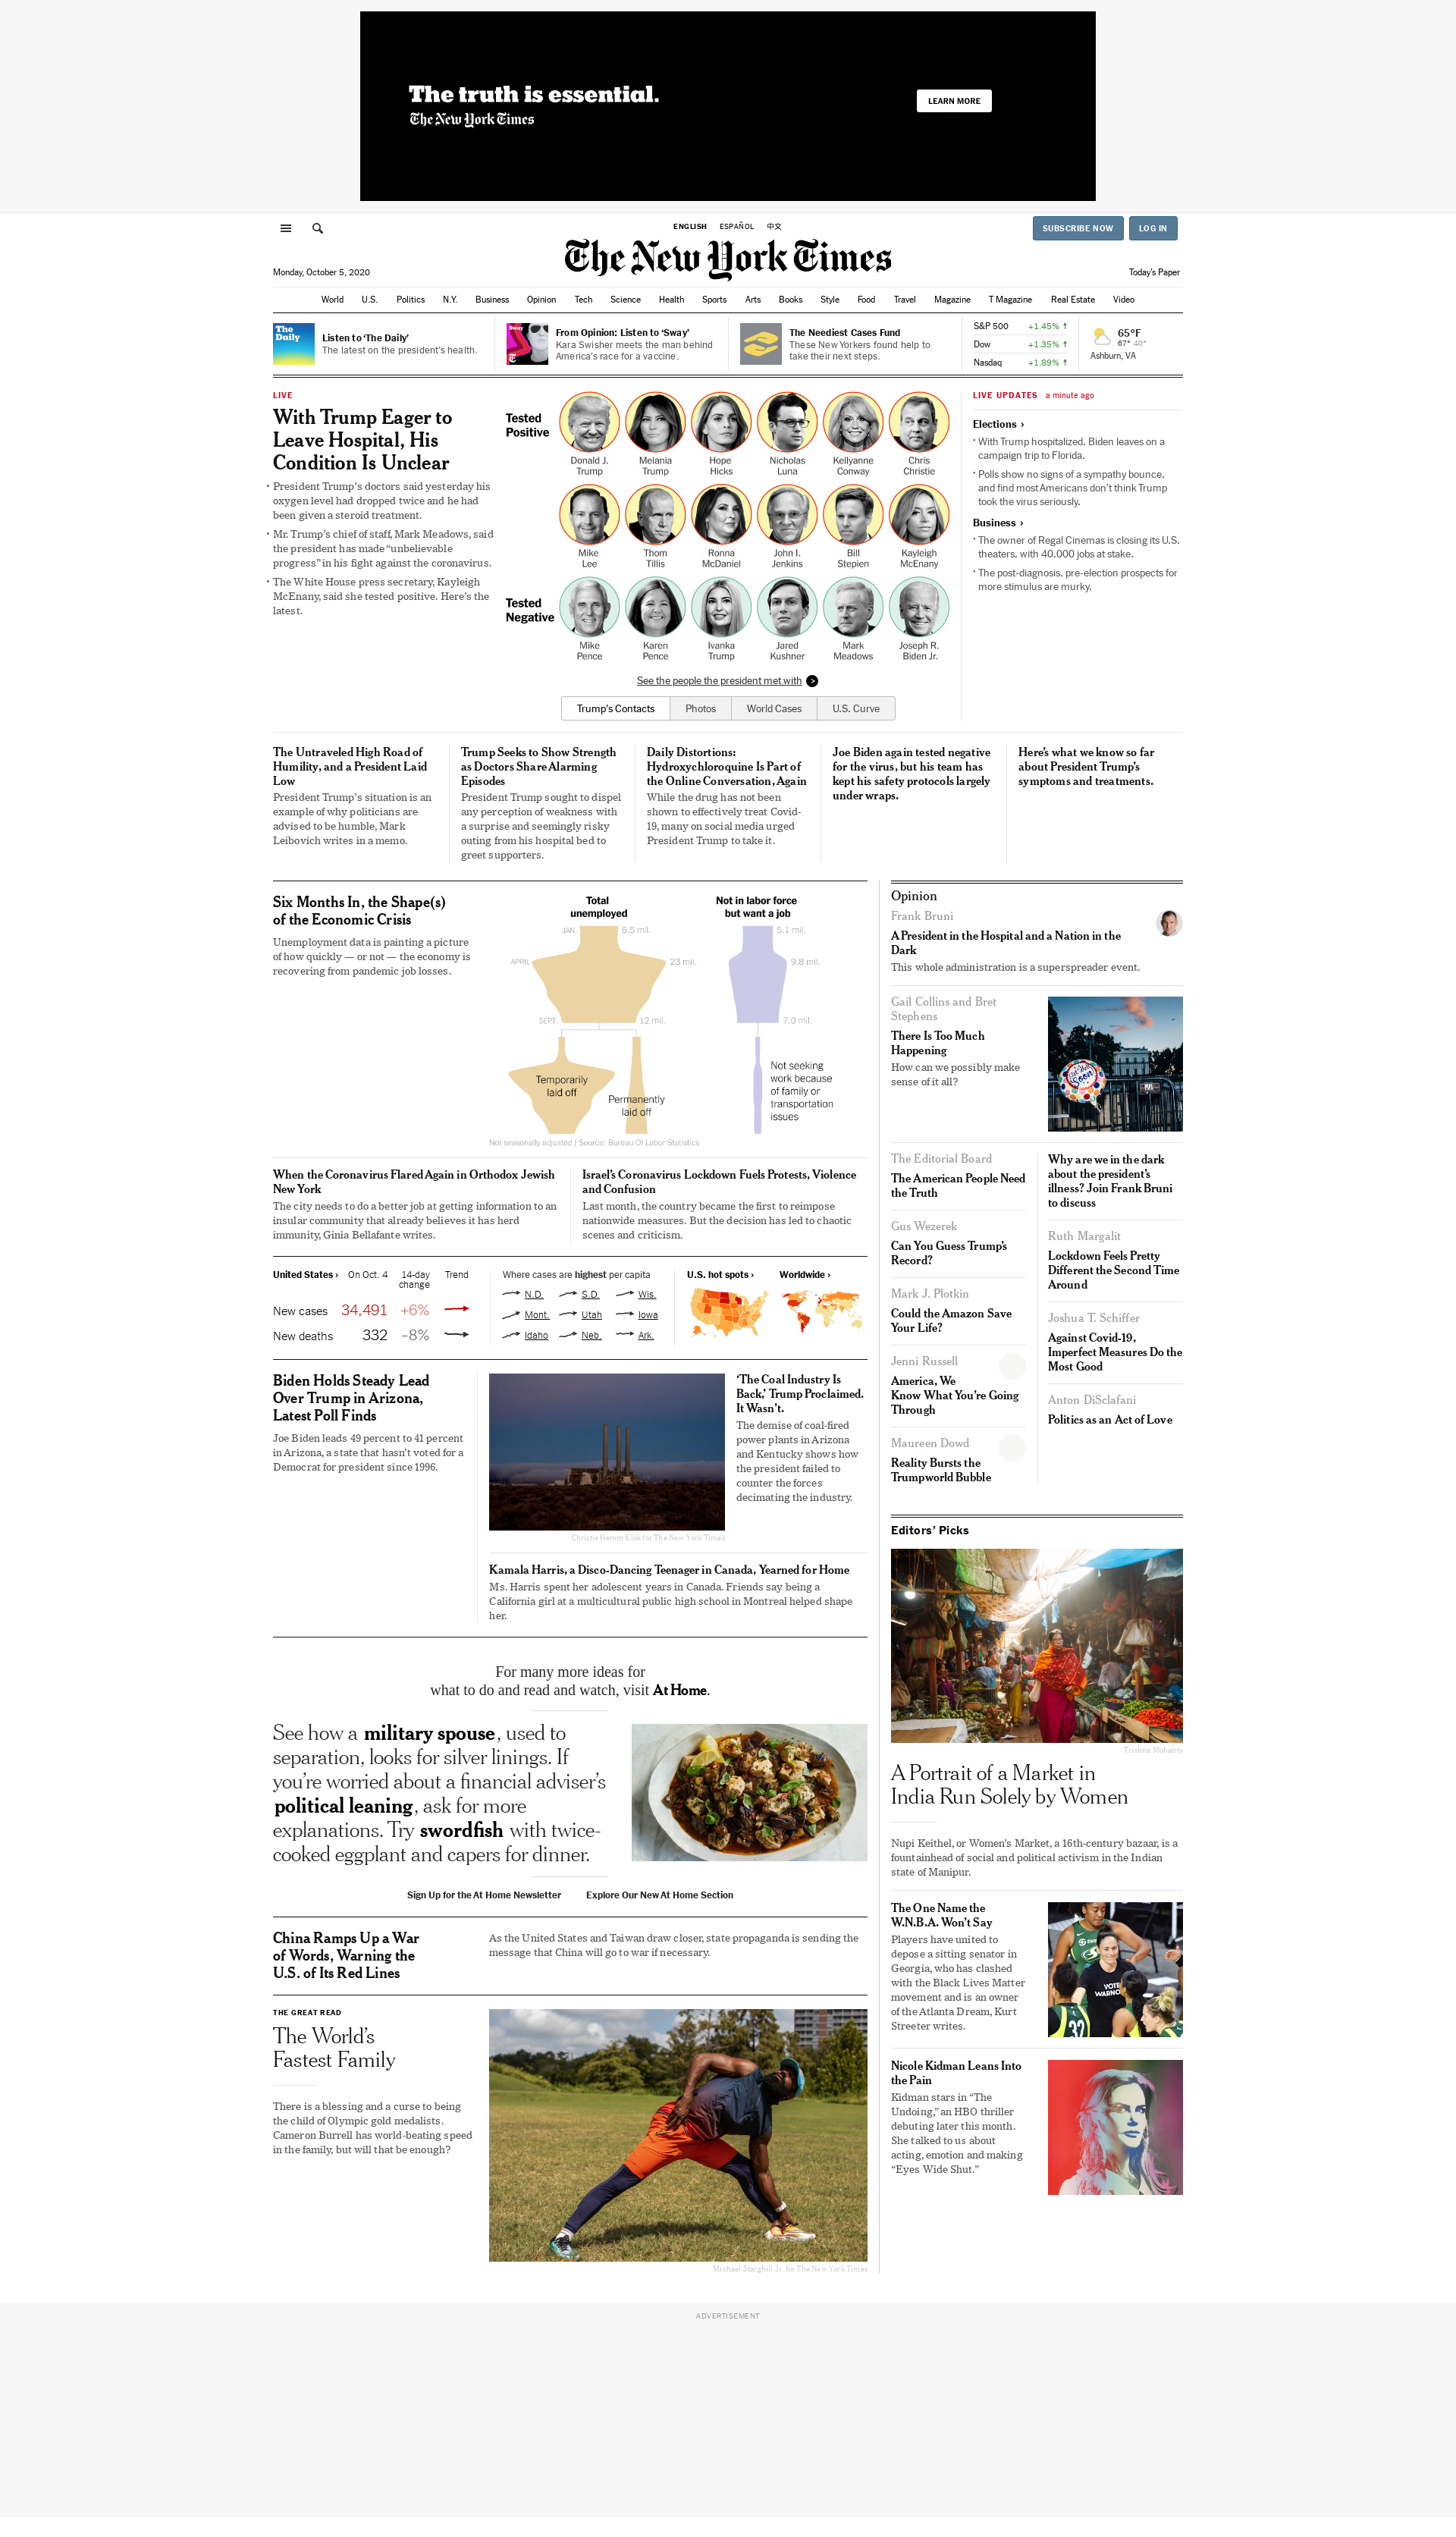 The truth is essential.
The New York Times
LEARN MORE
ENGLISH ESPAÑOL 中文
SUBSCRIBE NOW LOG IN
The New York Times
Monday, October 5, 2020
Today's Paper
World U.S. Politics N.Y. Business Opinion Tech Science Health Sports Arts Books Style Food Travel Magazine T Magazine Real Estate Video
The
Daily
Listen to ‘The Daily’
The latest on the president’s health.
Sway
From Opinion: Listen to ‘Sway’
Kara Swisher meets the man behind
America’s race for a vaccine.
The Neediest Cases Fund
These New Yorkers found help to
take their next steps.
S&P 500 +1.45% ↑
Dow +1.35% ↑
Nasdaq +1.89% ↑
65°F
67° 40°
Ashburn, VA
LIVE
With Trump Eager to
Leave Hospital, His
Condition Is Unclear
• President Trump’s doctors said yesterday his
oxygen level had dropped twice and he had
been given a steroid treatment.
• Mr. Trump’s chief of staff, Mark Meadows, said
the president has made “unbelievable
progress” in his fight against the coronavirus.
• The White House press secretary, Kayleigh
McEnany, said she tested positive. Here’s the
latest.
Tested
Positive
Donald J.
Trump
Melania
Trump
Hope
Hicks
Nicholas
Luna
Kellyanne
Conway
Chris
Christie
Mike
Lee
Thom
Tillis
Ronna
McDaniel
John I.
Jenkins
Bill
Stepien
Kayleigh
McEnany
Tested
Negative
Mike
Pence
Karen
Pence
Ivanka
Trump
Jared
Kushner
Mark
Meadows
Joseph R.
Biden Jr.
See the people the president met with >
Trump’s Contacts Photos World Cases U.S. Curve
LIVE UPDATES a minute ago
Elections ›
• With Trump hospitalized, Biden leaves on a
campaign trip to Florida.
• Polls show no signs of a sympathy bounce,
and find most Americans don’t think Trump
took the virus seriously.
Business ›
• The owner of Regal Cinemas is closing its U.S.
theaters, with 40,000 jobs at stake.
• The post-diagnosis, pre-election prospects for
more stimulus are murky.
The Untraveled High Road of
Humility, and a President Laid
Low
President Trump’s situation is an
example of why politicians are
advised to be humble, Mark
Leibovich writes in a memo.
Trump Seeks to Show Strength
as Doctors Share Alarming
Episodes
President Trump sought to dispel
any perception of weakness with
a surprise and seemingly risky
outing from his hospital bed to
greet supporters.
Daily Distortions:
Hydroxychloroquine Is Part of
the Online Conversation, Again
While the drug has not been
shown to effectively treat Covid-
19, many on social media urged
President Trump to take it.
Joe Biden again tested negative
for the virus, but his team has
kept his safety protocols largely
under wraps.
Here’s what we know so far
about President Trump’s
symptoms and treatments.
Six Months In, the Shape(s)
of the Economic Crisis
Unemployment data is painting a picture
of how quickly — or not — the economy is
recovering from pandemic job losses.
Total
unemployed
Not in labor force
but want a job
JAN. 6.5 mil. 5.1 mil.
APRIL 23 mil. 9.8 mil.
SEPT. 12 mil. 7.0 mil.
Temporarily
laid off
Permanently
laid off
Not seeking
work because
of family or
transportation
issues
Not seasonally adjusted | Source: Bureau Of Labor Statistics
When the Coronavirus Flared Again in Orthodox Jewish
New York
The city needs to do a better job at getting information to an
insular community that already believes it has herd
immunity, Ginia Bellafante writes.
Israel’s Coronavirus Lockdown Fuels Protests, Violence
and Confusion
Last month, the country became the first to reimpose
nationwide measures. But the decision has led to chaotic
scenes and criticism.
United States › On Oct. 4 14-day
change Trend
New cases 34,491 +6%
New deaths 332 –8%
Where cases are highest per capita
N.D. S.D. Wis.
Mont. Utah Iowa
Idaho Neb. Ark.
U.S. hot spots › Worldwide ›
Biden Holds Steady Lead
Over Trump in Arizona,
Latest Poll Finds
Joe Biden leads 49 percent to 41 percent
in Arizona, a state that hasn’t voted for a
Democrat for president since 1996.
Christie Hemm Klok for The New York Times
‘The Coal Industry Is
Back,’ Trump Proclaimed.
It Wasn’t.
The demise of coal-fired
power plants in Arizona
and Kentucky shows how
the president failed to
counter the forces
decimating the industry.
Kamala Harris, a Disco-Dancing Teenager in Canada, Yearned for Home
Ms. Harris spent her adolescent years in Canada. Friends say being a
California girl at a multicultural public high school in Montreal helped shape
her.
For many more ideas for
what to do and read and watch, visit At Home.
See how a military spouse, used to
separation, looks for silver linings. If
you’re worried about a financial adviser’s
political leaning, ask for more
explanations. Try swordfish with twice-
cooked eggplant and capers for dinner.
Sign Up for the At Home Newsletter Explore Our New At Home Section
China Ramps Up a War
of Words, Warning the
U.S. of Its Red Lines
As the United States and Taiwan draw closer, state propaganda is sending the
message that China will go to war if necessary.
THE GREAT READ
The World’s
Fastest Family
There is a blessing and a curse to being
the child of Olympic gold medalists.
Cameron Burrell has world-beating speed
in the family, but will that be enough?
Michael Starghill Jr. for The New York Times
Opinion
Frank Bruni
A President in the Hospital and a Nation in the
Dark
This whole administration is a superspreader event.
Gail Collins and Bret
Stephens
There Is Too Much
Happening
How can we possibly make
sense of it all?
Soon
The Editorial Board
The American People Need
the Truth
Gus Wezerek
Can You Guess Trump’s
Record?
Mark J. Plotkin
Could the Amazon Save
Your Life?
Jenni Russell
America, We
Know What You’re Going
Through
Maureen Dowd
Reality Bursts the
Trumpworld Bubble
Why are we in the dark
about the president’s
illness? Join Frank Bruni
to discuss
Ruth Margalit
Lockdown Feels Pretty
Different the Second Time
Around
Joshua T. Schiffer
Against Covid-19,
Imperfect Measures Do the
Most Good
Anton DiSclafani
Politics as an Act of Love
Editors’ Picks
Trishna Mohanty
A Portrait of a Market in
India Run Solely by Women
Nupi Keithel, or Women’s Market, a 16th-century bazaar, is a
fountainhead of social and political activism in the Indian
state of Manipur.
The One Name the
W.N.B.A. Won’t Say
Players have united to
depose a sitting senator in
Georgia, who has clashed
with the Black Lives Matter
movement and is an owner
of the Atlanta Dream, Kurt
Streeter writes.
VOTE
WARNO
32
Nicole Kidman Leans Into
the Pain
Kidman stars in “The
Undoing,” an HBO thriller
debuting later this month.
She talked to us about
acting, emotion and making
“Eyes Wide Shut.”
ADVERTISEMENT